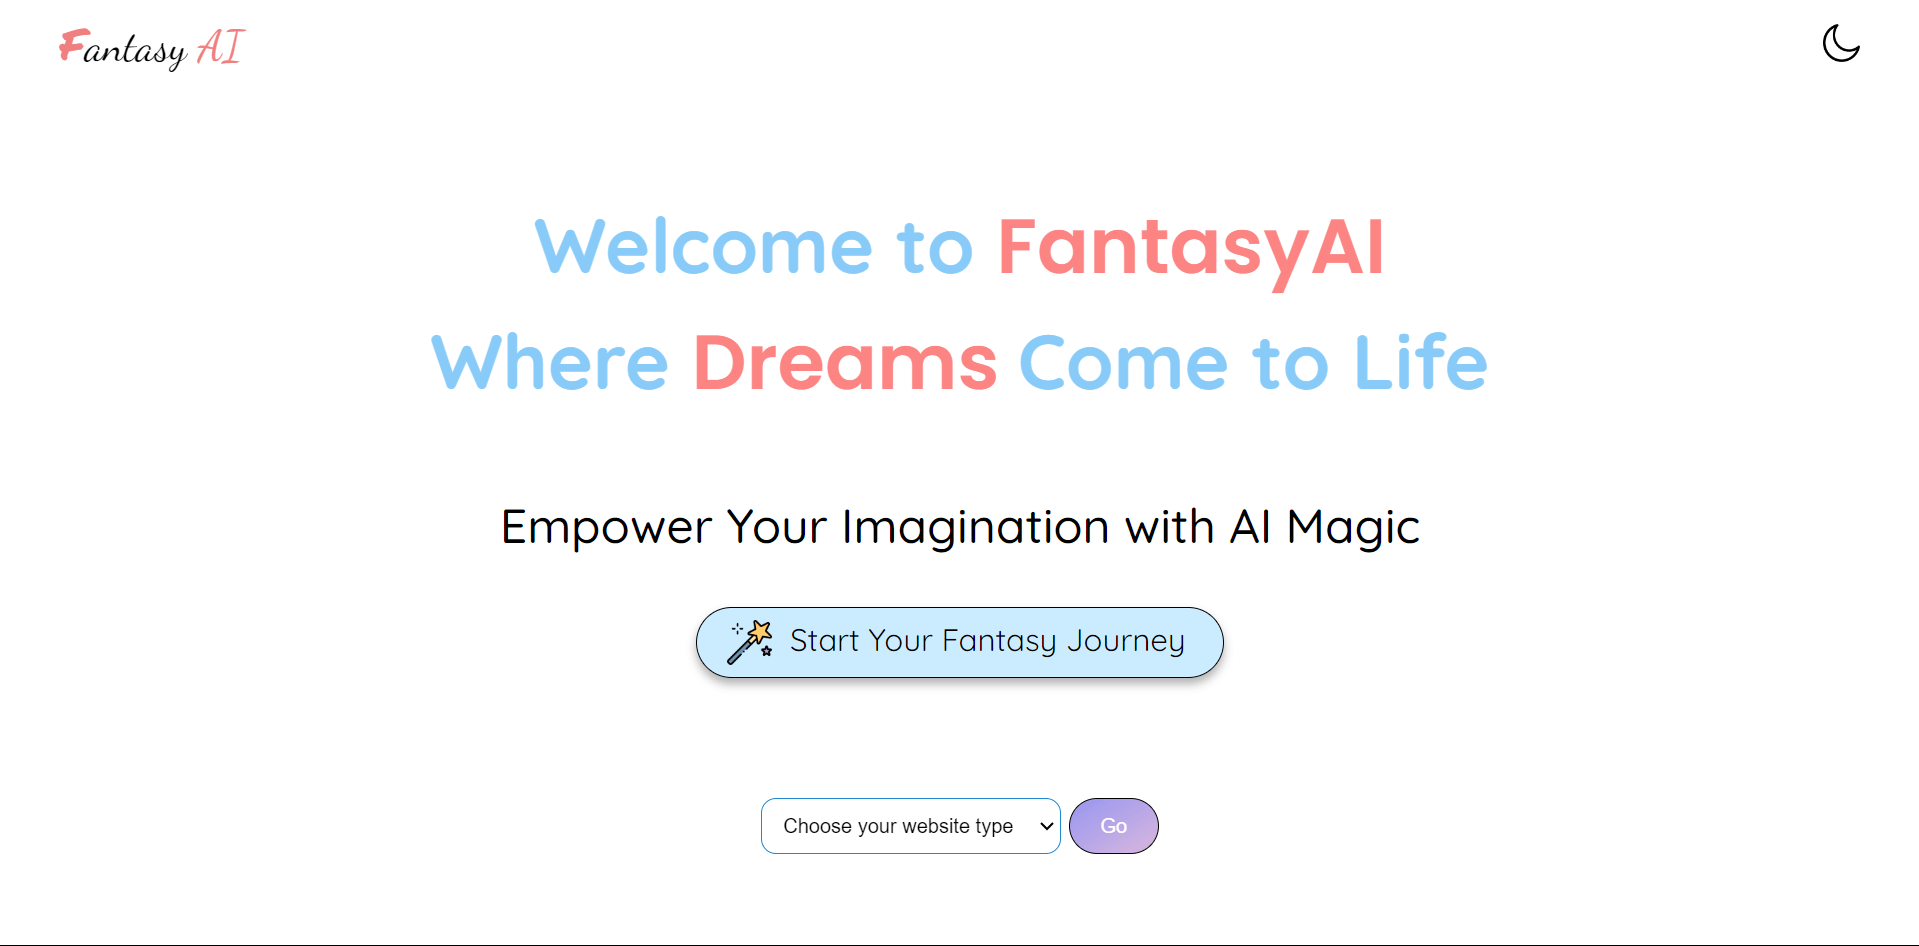 Fantasy AI
Welcome to FantasyAI
Where Dreams Come to Life
Empower Your Imagination with AI Magic
Start Your Fantasy Journey
Choose your website type
Go